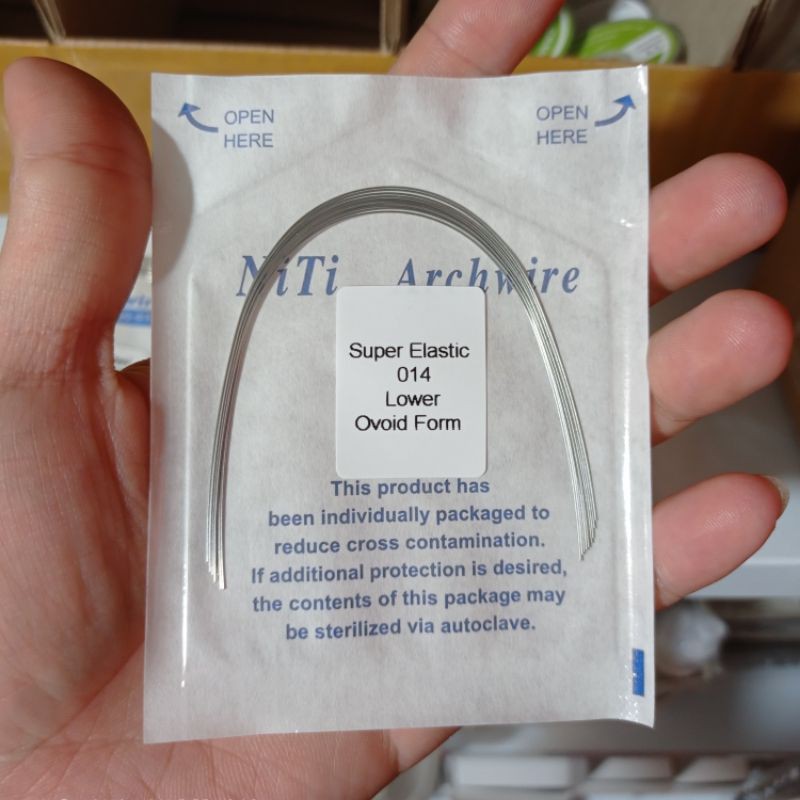 OPEN
HERE
OPEN
HERE
NiTi Archwire
Super Elastic
014
Lower
Ovoid Form
This product has
been individually packaged to
reduce cross contamination.
If additional protection is desired,
the contents of this package may
be sterilized via autoclave.